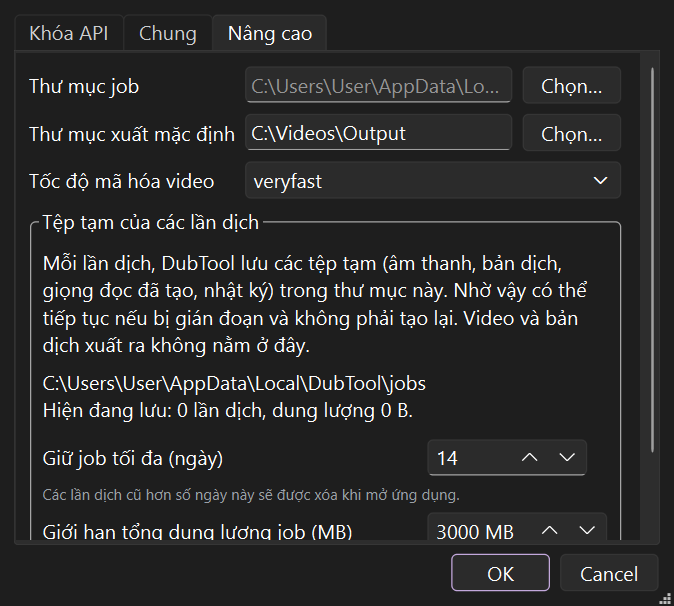 Khóa API Chung Nâng cao
Thư mục job C:\Users\User\AppData\Lo... Chọn...
Thư mục xuất mặc định C:\Videos\Output Chọn...
Tốc độ mã hóa video veryfast
Tệp tạm của các lần dịch
Mỗi lần dịch, DubTool lưu các tệp tạm (âm thanh, bản dịch,
giọng đọc đã tạo, nhật ký) trong thư mục này. Nhờ vậy có thể
tiếp tục nếu bị gián đoạn và không phải tạo lại. Video và bản
dịch xuất ra không nằm ở đây.
C:\Users\User\AppData\Local\DubTool\jobs
Hiện đang lưu: 0 lần dịch, dung lượng 0 B.
Giữ job tối đa (ngày) 14
Các lần dịch cũ hơn số ngày này sẽ được xóa khi mở ứng dụng.
Giới hạn tổng dung lượng job (MB) 3000 MB
OK Cancel